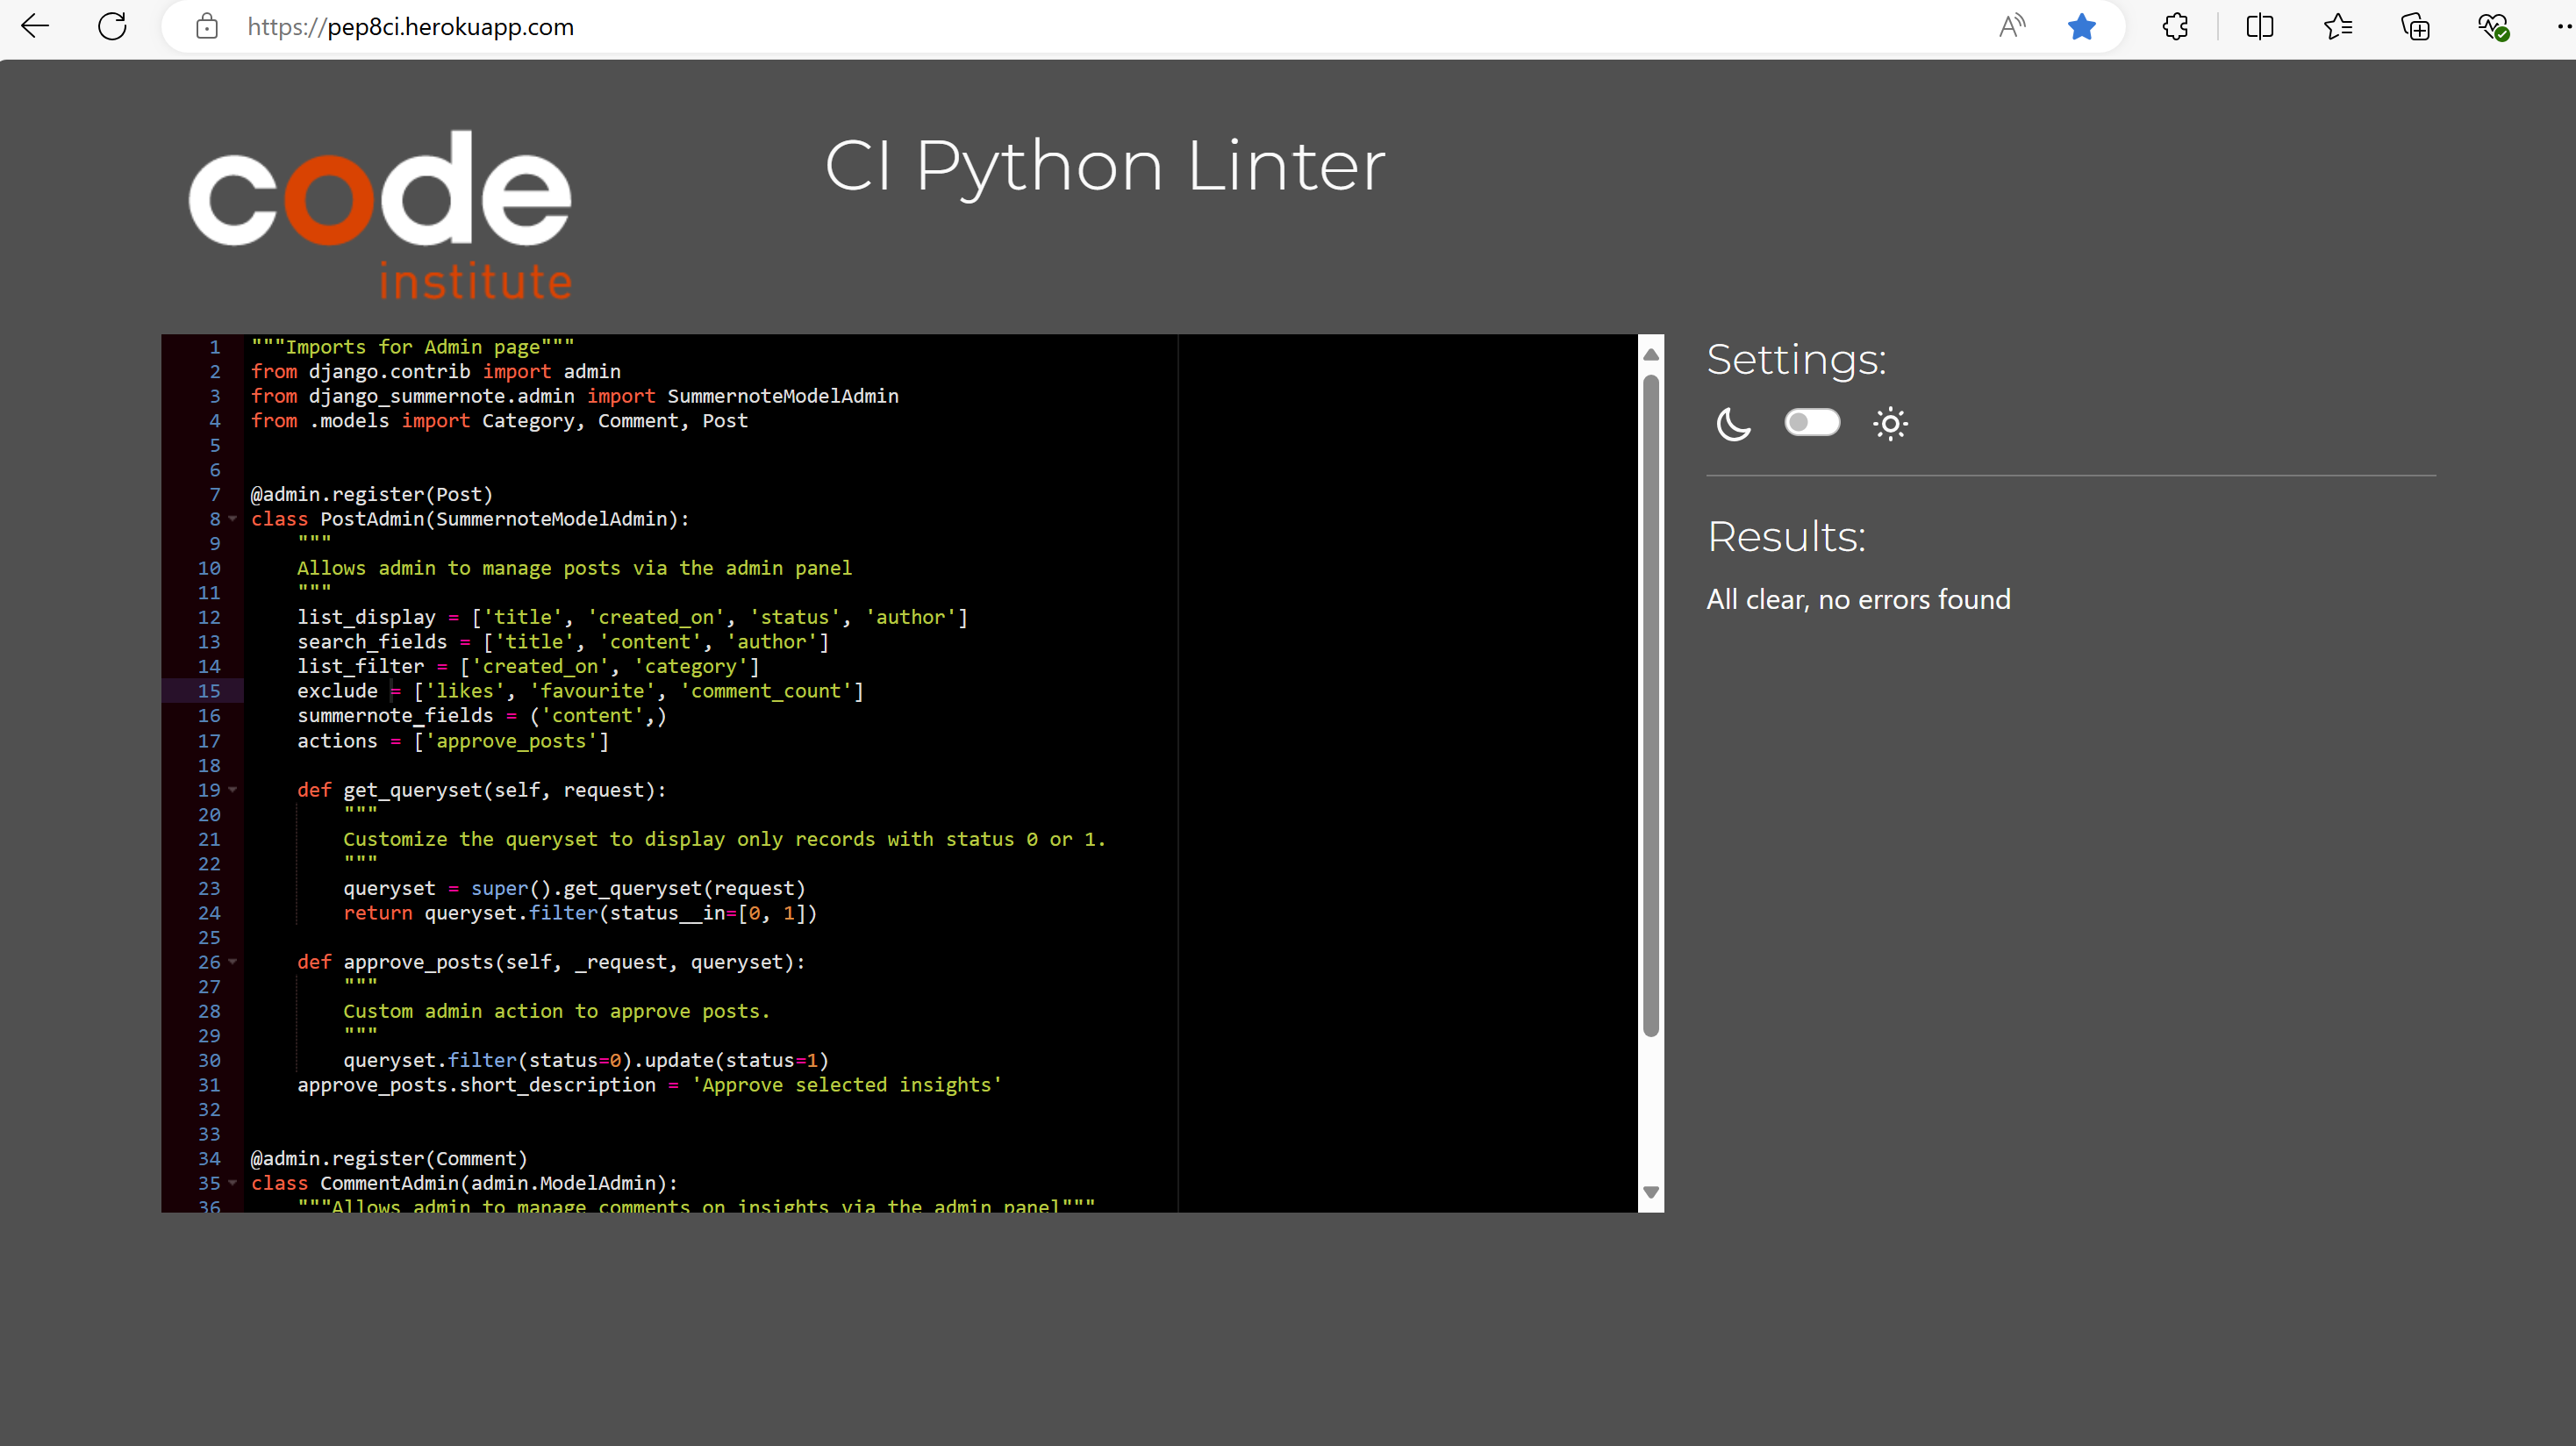 https://pep8ci.herokuapp.com
code
institute
CI Python Linter
1 """Imports for Admin page"""
2 from django.contrib import admin
3 from django_summernote.admin import SummernoteModelAdmin
4 from .models import Category, Comment, Post
5
6
7 @admin.register(Post)
8 class PostAdmin(SummernoteModelAdmin):
9     """
10     Allows admin to manage posts via the admin panel
11     """
12     list_display = ['title', 'created_on', 'status', 'author']
13     search_fields = ['title', 'content', 'author']
14     list_filter = ['created_on', 'category']
15     exclude = ['likes', 'favourite', 'comment_count']
16     summernote_fields = ('content',)
17     actions = ['approve_posts']
18
19     def get_queryset(self, request):
20         """
21         Customize the queryset to display only records with status 0 or 1.
22         """
23         queryset = super().get_queryset(request)
24         return queryset.filter(status__in=[0, 1])
25
26     def approve_posts(self, _request, queryset):
27         """
28         Custom admin action to approve posts.
29         """
30         queryset.filter(status=0).update(status=1)
31     approve_posts.short_description = 'Approve selected insights'
32
33
34 @admin.register(Comment)
35 class CommentAdmin(admin.ModelAdmin):
36     """Allows admin to manage comments on insights via the admin panel"""
Settings:
Results:
All clear, no errors found